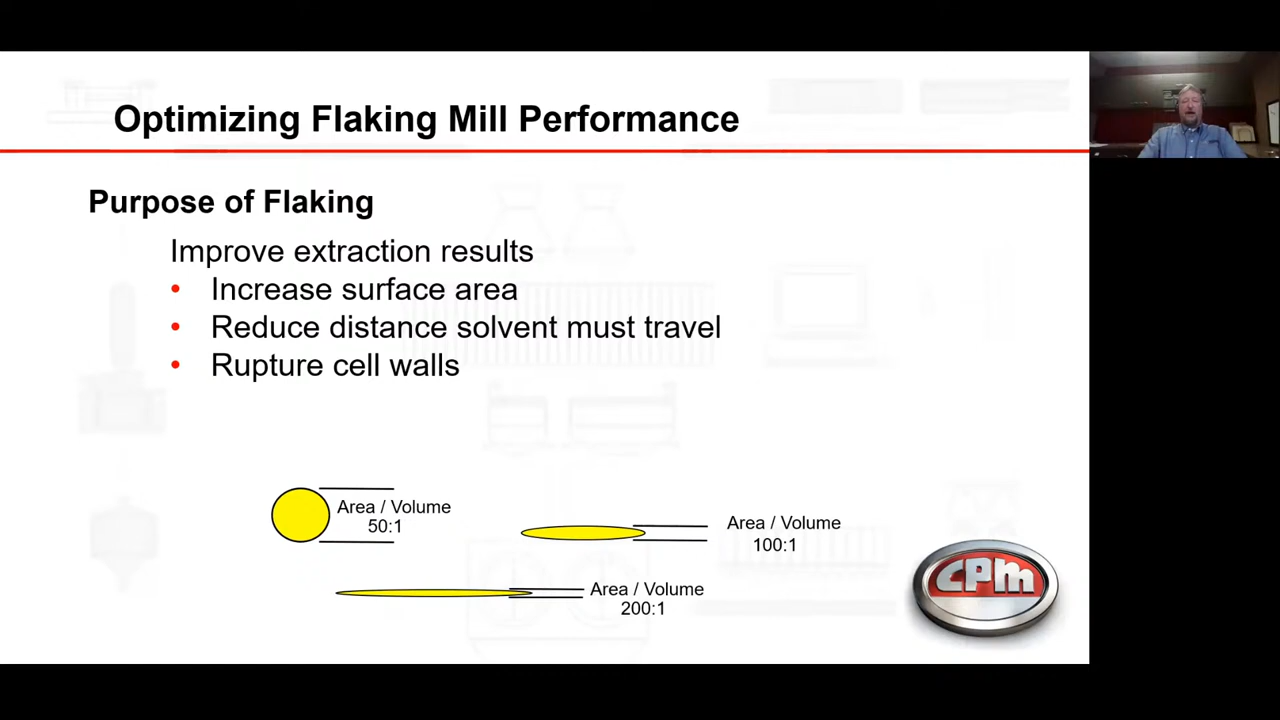 Optimizing Flaking Mill Performance
Purpose of Flaking
Improve extraction results
• Increase surface area
• Reduce distance solvent must travel
• Rupture cell walls
Area / Volume
50:1
Area / Volume
100:1
Area / Volume
200:1
CPM